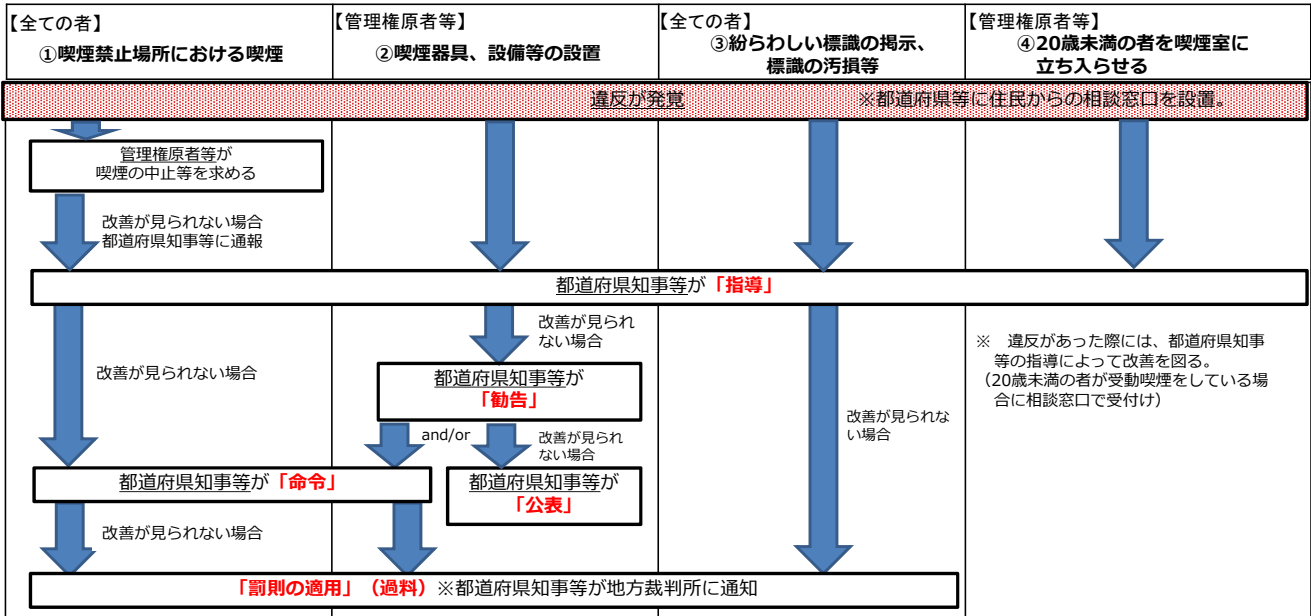 【全ての者】
①喫煙禁止場所における喫煙
【管理権原者等】
②喫煙器具、設備等の設置
【全ての者】
③紛らわしい標識の掲示、
標識の汚損等
【管理権原者等】
④20歳未満の者を喫煙室に
立ち入らせる
違反が発覚
※都道府県等に住民からの相談窓口を設置。
管理権原者等が
喫煙の中止等を求める
改善が見られない場合
都道府県知事等に通報
都道府県知事等が「指導」
改善が見られない場合
改善が見られ
ない場合
都道府県知事等が
「勧告」
and/or
改善が見られ
ない場合
都道府県知事等が「命令」
都道府県知事等が
「公表」
改善が見られない場合
改善が見られな
い場合
※　違反があった際には、都道府県知事
等の指導によって改善を図る。
（20歳未満の者が受動喫煙をしている場
合に相談窓口で受付け）
「罰則の適用」（過料）※都道府県知事等が地方裁判所に通知